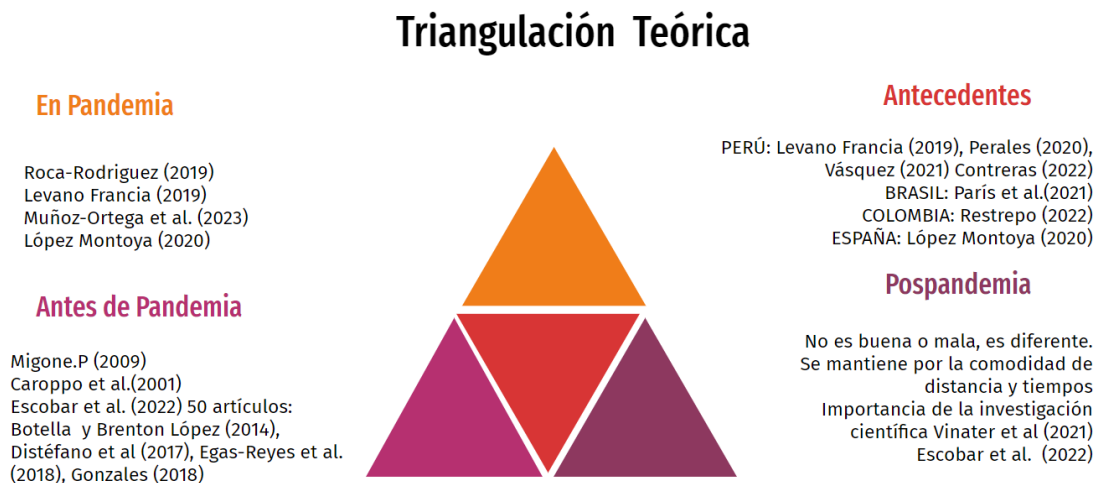 Triangulación Teórica
En Pandemia
Roca-Rodriguez (2019)
Levano Francia (2019)
Muñoz-Ortega et al. (2023)
López Montoya (2020)
Antes de Pandemia
Migone.P (2009)
Caroppo et al.(2001)
Escobar et al. (2022) 50 artículos:
Botella y Brenton López (2014),
Distéfano et al (2017), Egas-Reyes et al.
(2018), Gonzales (2018)
Antecedentes
PERÚ: Levano Francia (2019), Perales (2020),
Vásquez (2021) Contreras (2022)
BRASIL: París et al.(2021)
COLOMBIA: Restrepo (2022)
ESPAÑA: López Montoya (2020)
Pospandemia
No es buena o mala, es diferente.
Se mantiene por la comodidad de
distancia y tiempos
Importancia de la investigación
científica Vinater et al (2021)
Escobar et al. (2022)